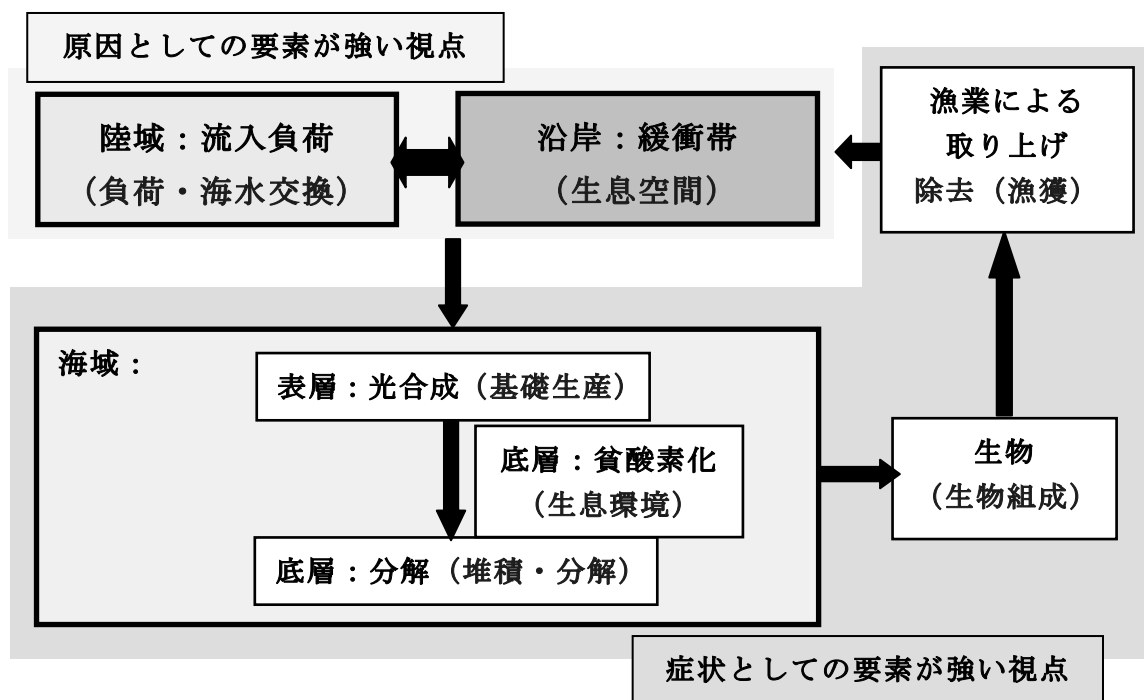 原因としての要素が強い視点
陸域：流入負荷
（負荷・海水交換）
沿岸：緩衝帯
（生息空間）
漁業による
取り上げ
除去（漁獲）
海域：
表層：光合成（基礎生産）
底層：貧酸素化
（生息環境）
底層：分解（堆積・分解）
生物
（生物組成）
症状としての要素が強い視点